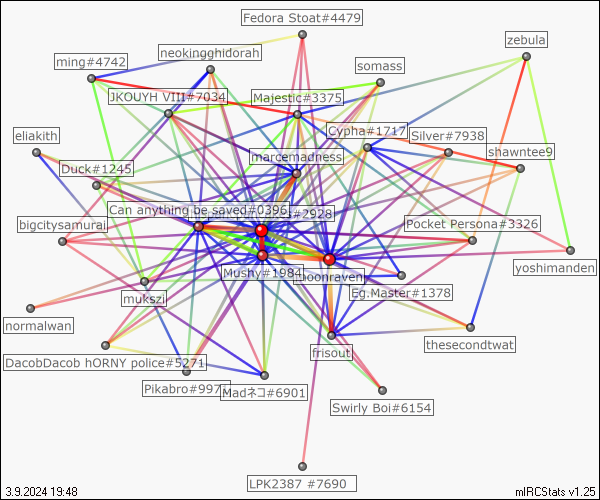 Fedora Stoat#4479
zebula
neokingghidorah
ming#4742
somass
JKOUYH VIII#7034
Majestic#3375
Cypha#1717
Silver#7938
eliakith
marcemadness
shawntee9
Duck#1245
Can anything be saved#0396
#2928
bigcitysamurai
Pocket Persona#3326
Mushy#1984
moonraven
yoshimanden
mukszi
Eg.Master#1378
normalwan
frisout
thesecondtwat
DacobDacob hORNY police#5271
Pikabro#997
Madネコ#6901
Swirly Boi#6154
LPK2387 #7690
3.9.2024 19:48
mIRCStats v1.25